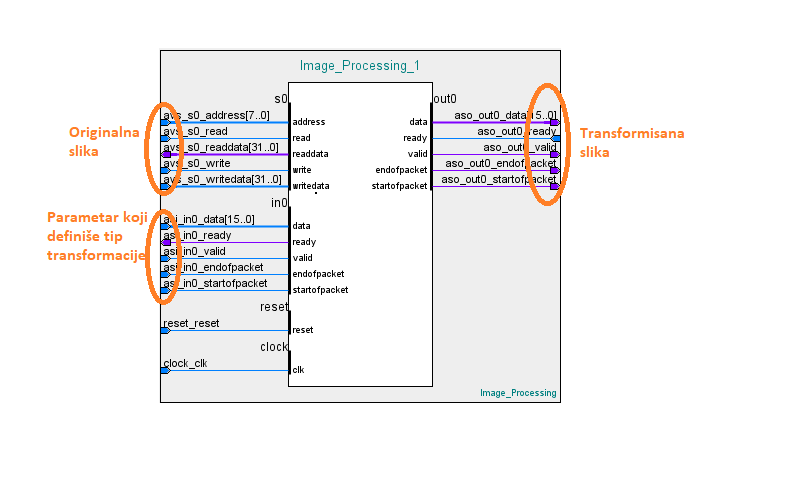 Image_Processing_1
s0
out0
avs_s0_address[7..0]
address
avs_s0_read
read
avs_s0_readdata[31..0]
readdata
avs_s0_write
write
avs_s0_writedata[31..0]
writedata
data
aso_out0_data[15..0]
ready
aso_out0_ready
valid
aso_out0_valid
endofpacket
aso_out0_endofpacket
startofpacket
aso_out0_startofpacket
Originalna
slika
Transformisana
slika
in0
asi_in0_data[15..0]
data
asi_in0_ready
ready
asi_in0_valid
valid
asi_in0_endofpacket
endofpacket
asi_in0_startofpacket
startofpacket
Parametar koji
definiše tip
transformacije
reset
reset_reset
reset
clock
clock_clk
clk
Image_Processing